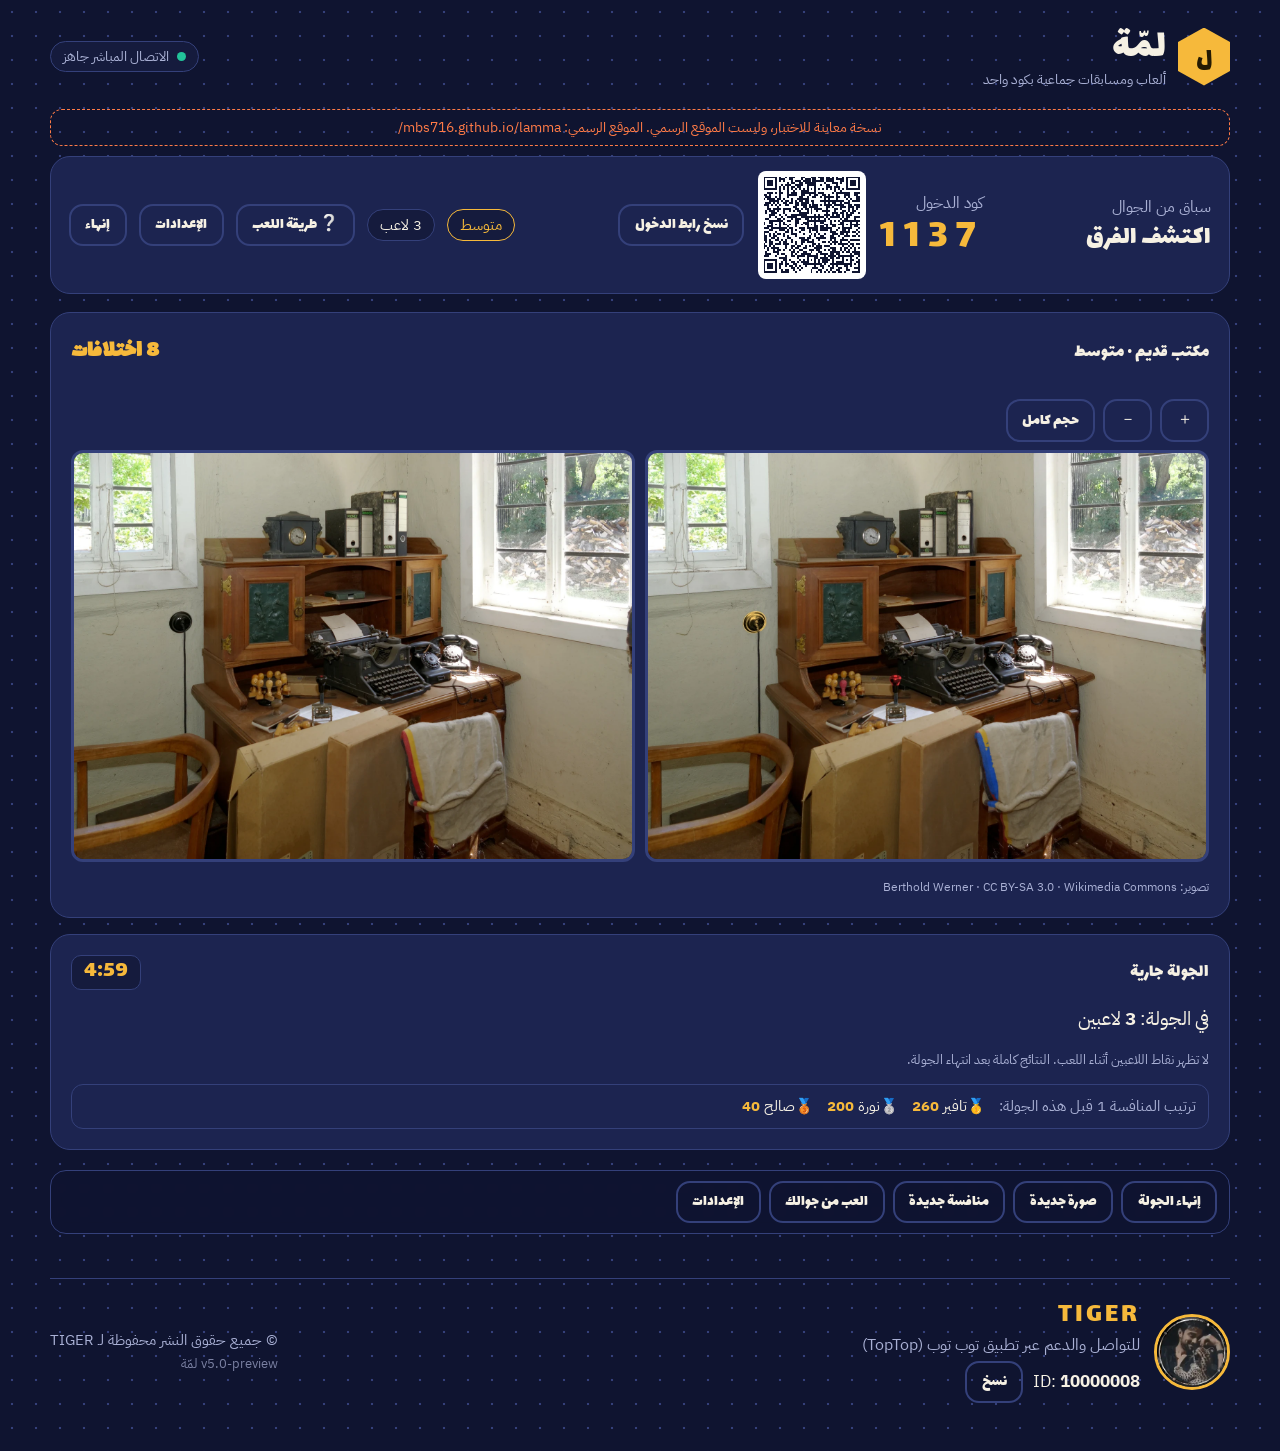 ل
لمّة
ألعاب ومسابقات جماعية بكود واحد
الاتصال المباشر جاهز
نسخة معاينة للاختبار، وليست الموقع الرسمي. الموقع الرسمي: mbs716.github.io/lamma/
سباق من الجوال
اكتشف الفرق
كود الدخول
1137
نسخ رابط الدخول
متوسط
3 لاعب
❔ طريقة اللعب
الإعدادات
إنهاء
مكتب قديم · متوسط
8 اختلافات
+
−
حجم كامل
تصوير: Berthold Werner · CC BY-SA 3.0 · Wikimedia Commons
الجولة جارية
4:59
في الجولة: 3 لاعبين
لا تظهر نقاط اللاعبين أثناء اللعب. النتائج كاملة بعد انتهاء الجولة.
ترتيب المنافسة 1 قبل هذه الجولة: 🥇 تافير 260 🥈 نورة 200 🥉 صالح 40
إنهاء الجولة
صورة جديدة
منافسة جديدة
العب من جوالك
الإعدادات
TIGER
للتواصل والدعم عبر تطبيق توب توب (TopTop)
ID: 10000008
نسخ
© جميع حقوق النشر محفوظة لـ TIGER
لمّة v5.0-preview